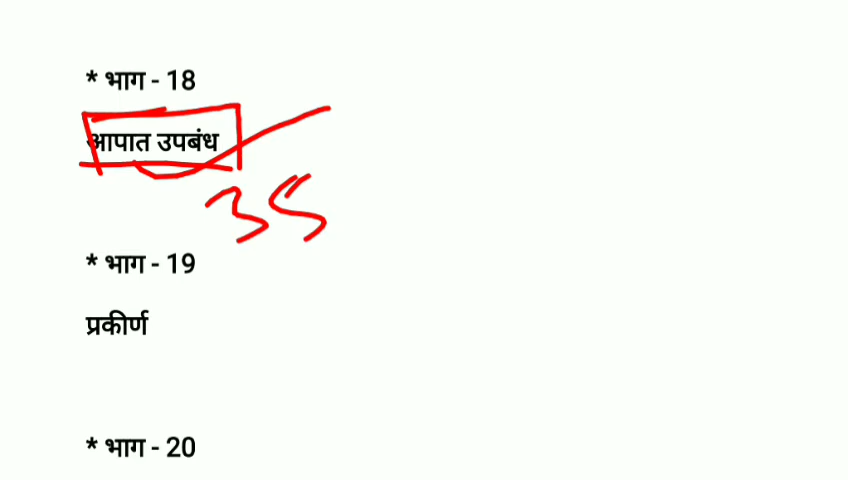 * भाग - 18
आपात उपबंध
35
* भाग - 19
प्रकीर्ण
* भाग - 20